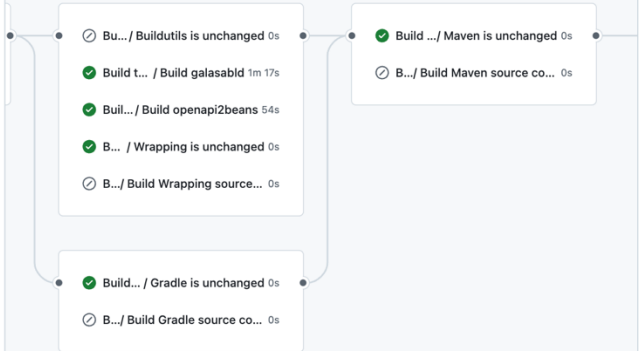 Bu... / Buildutils is unchanged 0s
Build t... / Build galasabld 1m 17s
Buil... / Build openapi2beans 54s
B... / Wrapping is unchanged 0s
B.../ Build Wrapping source... 0s
Build .../ Maven is unchanged 0s
B.../ Build Maven source co... 0s
Build... / Gradle is unchanged 0s
B.../ Build Gradle source co... 0s